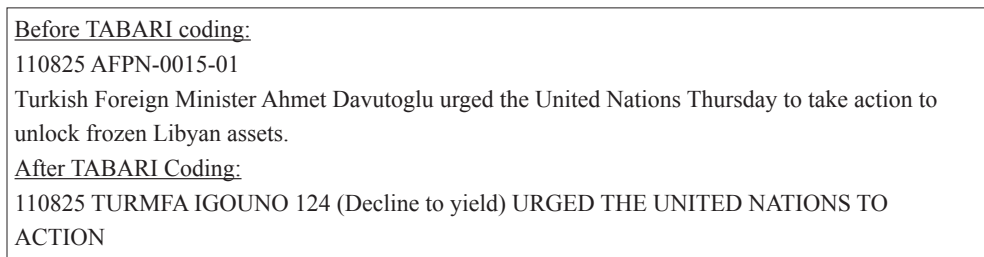 Before TABARI coding:
110825 AFPN-0015-01
Turkish Foreign Minister Ahmet Davutoglu urged the United Nations Thursday to take action to
unlock frozen Libyan assets.
After TABARI Coding:
110825 TURMFA IGOUNO 124 (Decline to yield) URGED THE UNITED NATIONS TO
ACTION